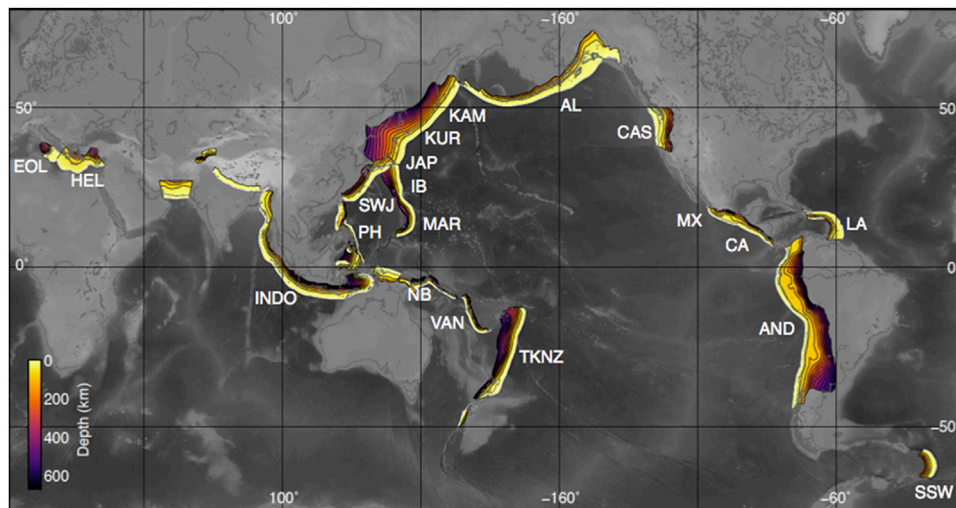 100°
−160°
−60°
50°
50°
KAM
AL
KUR
CAS
EOL
HEL
JAP
IB
SWJ
MAR
MX
LA
PH
CA
0°
0
INDO
NB
VAN
AND
TKNZ
0
200
400
600
Depth (km)
−50°
100°
−160°
−60°
SSW